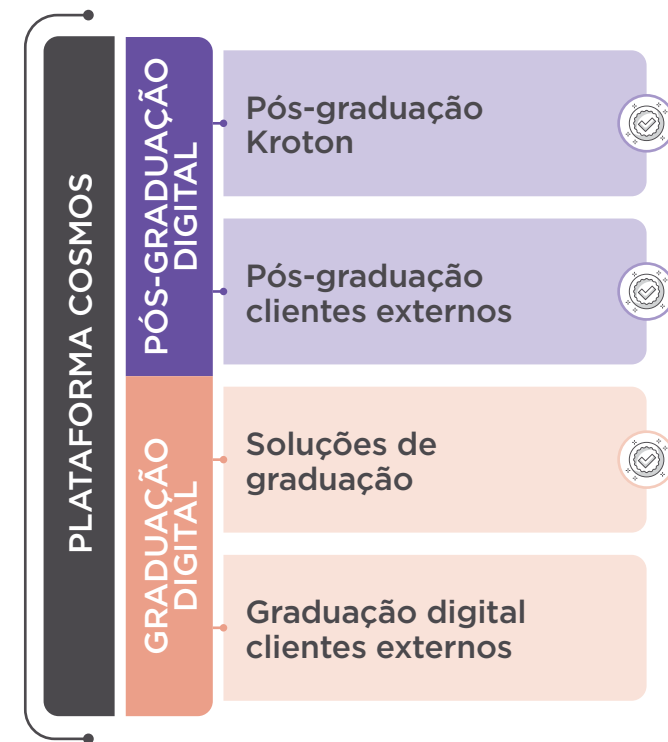 PLATAFORMA COSMOS
PÓS-GRADUAÇÃO
DIGITAL
Pós-graduação
Kroton
Pós-graduação
clientes externos
GRADUAÇÃO
DIGITAL
Soluções de
graduação
Graduação digital
clientes externos